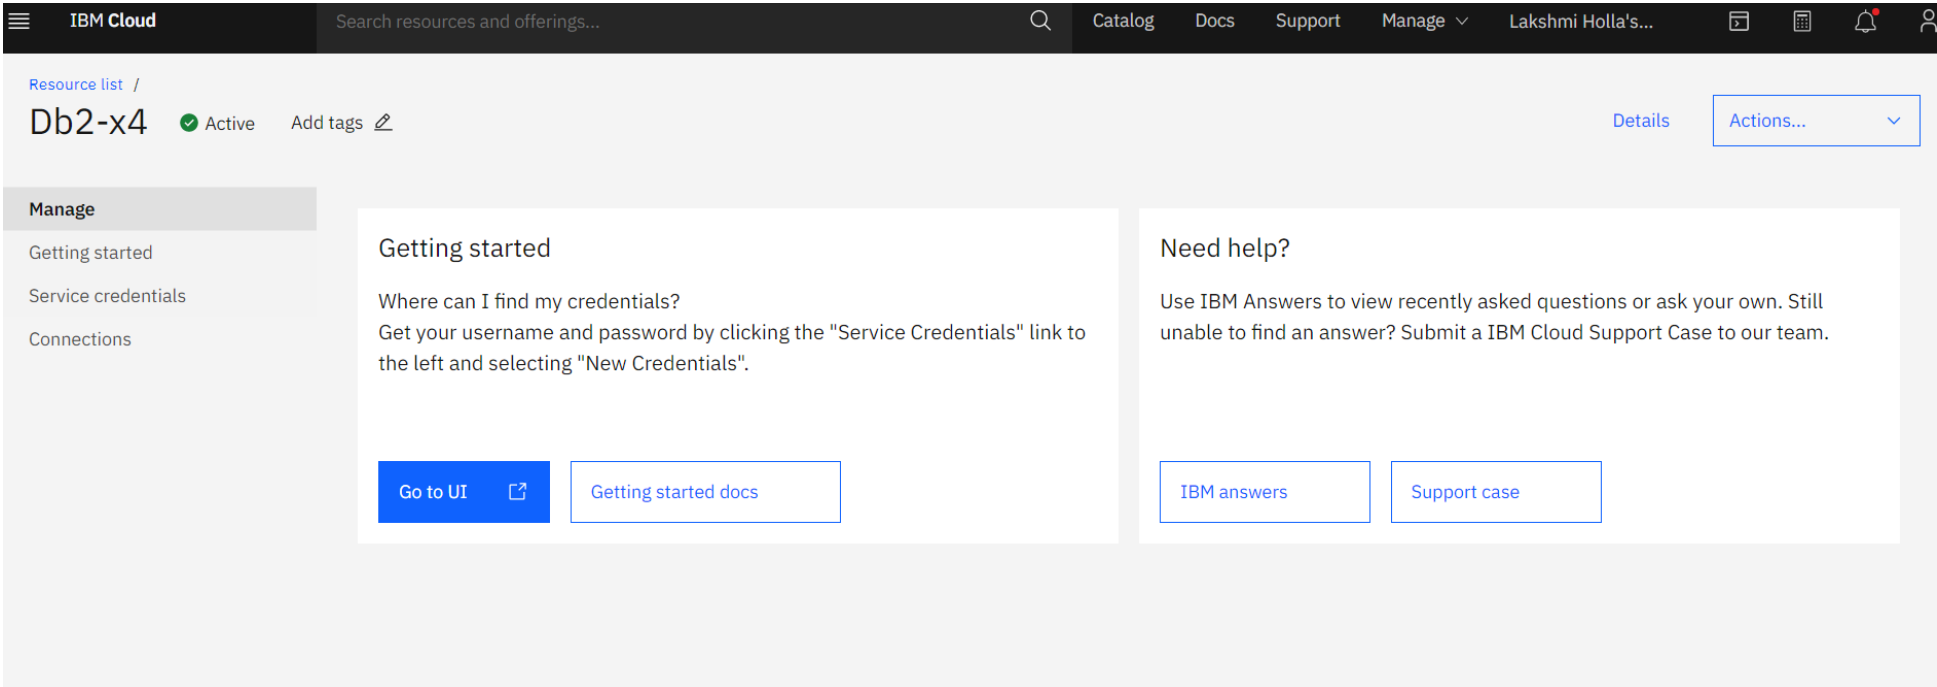 IBM Cloud
Search resources and offerings...
Catalog
Docs
Support
Manage
Lakshmi Holla's...
Resource list /
Db2-x4
Active
Add tags
Details
Actions...
Manage
Getting started
Service credentials
Connections
Getting started
Where can I find my credentials?
Get your username and password by clicking the "Service Credentials" link to
the left and selecting "New Credentials".
Go to UI
Getting started docs
Need help?
Use IBM Answers to view recently asked questions or ask your own. Still
unable to find an answer? Submit a IBM Cloud Support Case to our team.
IBM answers
Support case